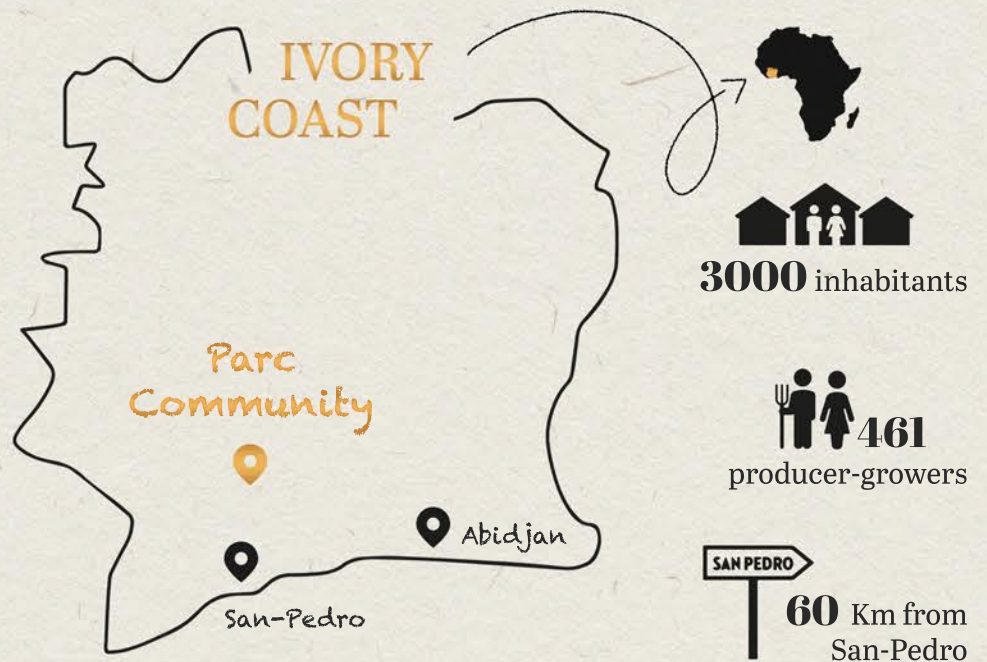 IVORY
COAST
3000 inhabitants
Parc
Community
461
producer-growers
Abidjan
San-Pedro
SAN PEDRO
60 Km from
San-Pedro